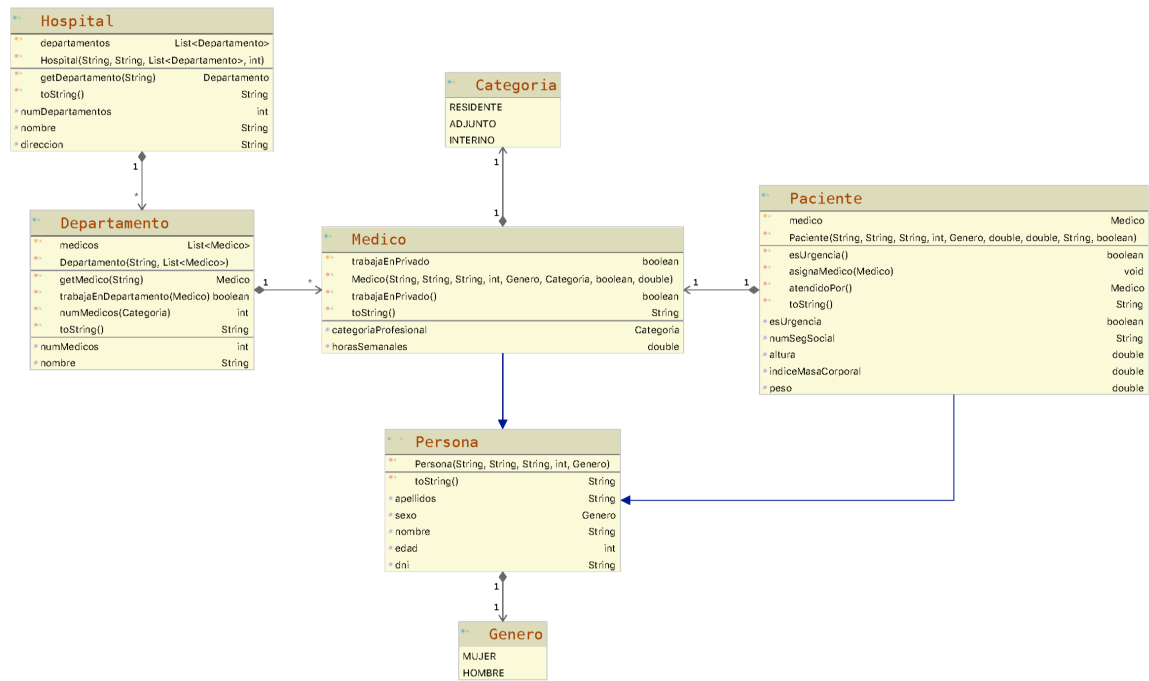 Hospital
departamentos List<Departamento>
Hospital(String, String, List<Departamento>, int)
getDepartamento(String) Departamento
toString() String
numDepartamentos int
nombre String
direccion String
1
*
Departamento
medicos List<Medico>
Departamento(String, List<Medico>)
getMedico(String) Medico
trabajaEnDepartamento(Medico) boolean
numMedicos(Categoria) int
toString() String
numMedicos int
nombre String
1
*
Categoria
RESIDENTE
ADJUNTO
INTERINO
1
1
Medico
trabajaEnPrivado boolean
Medico(String, String, String, int, Genero, Categoria, boolean, double)
trabajaEnPrivado() boolean
toString() String
categoriaProfesional Categoria
horasSemanales double
1
1
Paciente
medico Medico
Paciente(String, String, String, int, Genero, double, double, String, boolean)
esUrgencia() boolean
asignaMedico(Medico) void
atendidoPor() Medico
toString() String
esUrgencia boolean
numSegSocial String
altura double
indiceMasaCorporal double
peso double
Persona
Persona(String, String, String, int, Genero)
toString() String
apellidos String
sexo Genero
nombre String
edad int
dni String
1
1
Genero
MUJER
HOMBRE